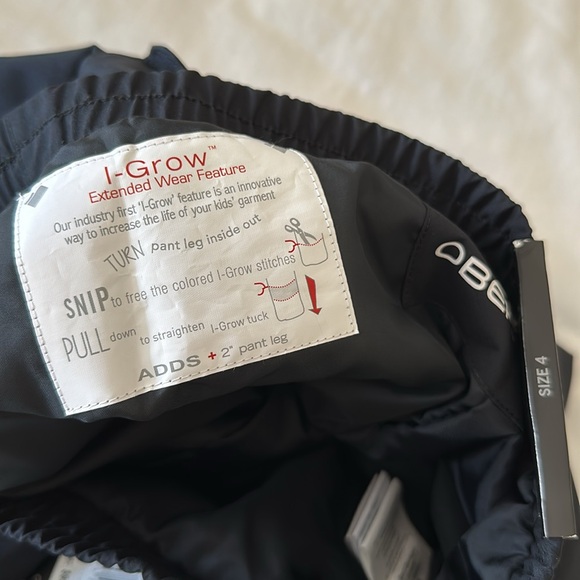 I-Grow™
Extended Wear Feature
Our industry first 'I-Grow' feature is an innovative
way to increase the life of your kids' garment
TURN pant leg inside out
SNIP to free the colored I-Grow stitches
PULL down to straighten I-Grow tuck
ADDS + 2" pant leg
SIZE 4